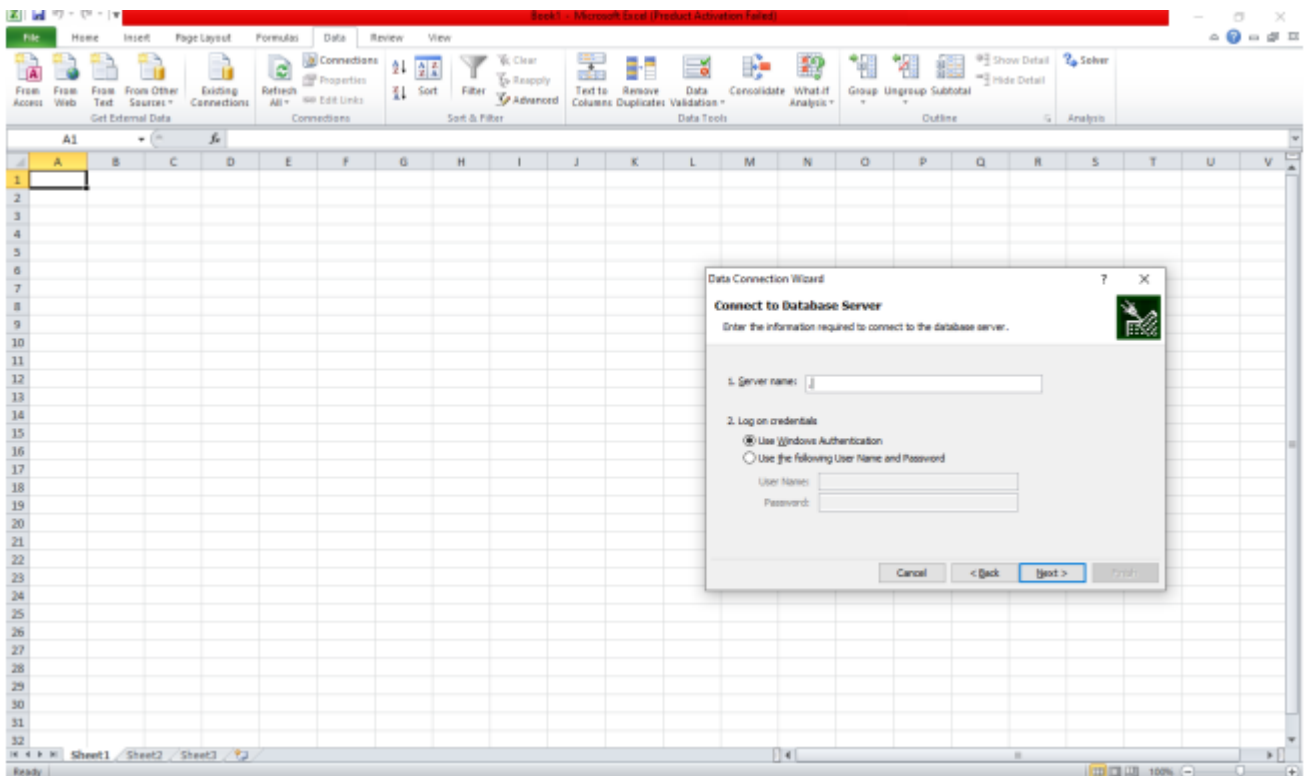 Book1 - Microsoft Excel (Product Activation Failed)
File Home Insert Page Layout Formulas Data Review View
From Access
From Web
From Text
From Other Sources
Existing Connections
Get External Data
Refresh All
Connections
Properties
Edit Links
Connections
Sort
Filter
Clear
Reapply
Advanced
Sort & Filter
Text to Columns
Remove Duplicates
Data Validation
Consolidate
What-If Analysis
Data Tools
Group
Ungroup
Subtotal
Show Detail
Hide Detail
Outline
Solver
Analysis
A1 fx
A B C D E F G H I J K L M N O P Q R S T U V
1
2
3
4
5
6
7
8
9
10
11
12
13
14
15
16
17
18
19
20
21
22
23
24
25
26
27
28
29
30
31
32
Data Connection Wizard ?
Connect to Database Server
Enter the information required to connect to the database server.
1. Server name: .
2. Log on credentials
Use Windows Authentication
Use the following User Name and Password
User Name:
Password:
Cancel < Back Next > Finish
Sheet1 Sheet2 Sheet3
Ready 100%